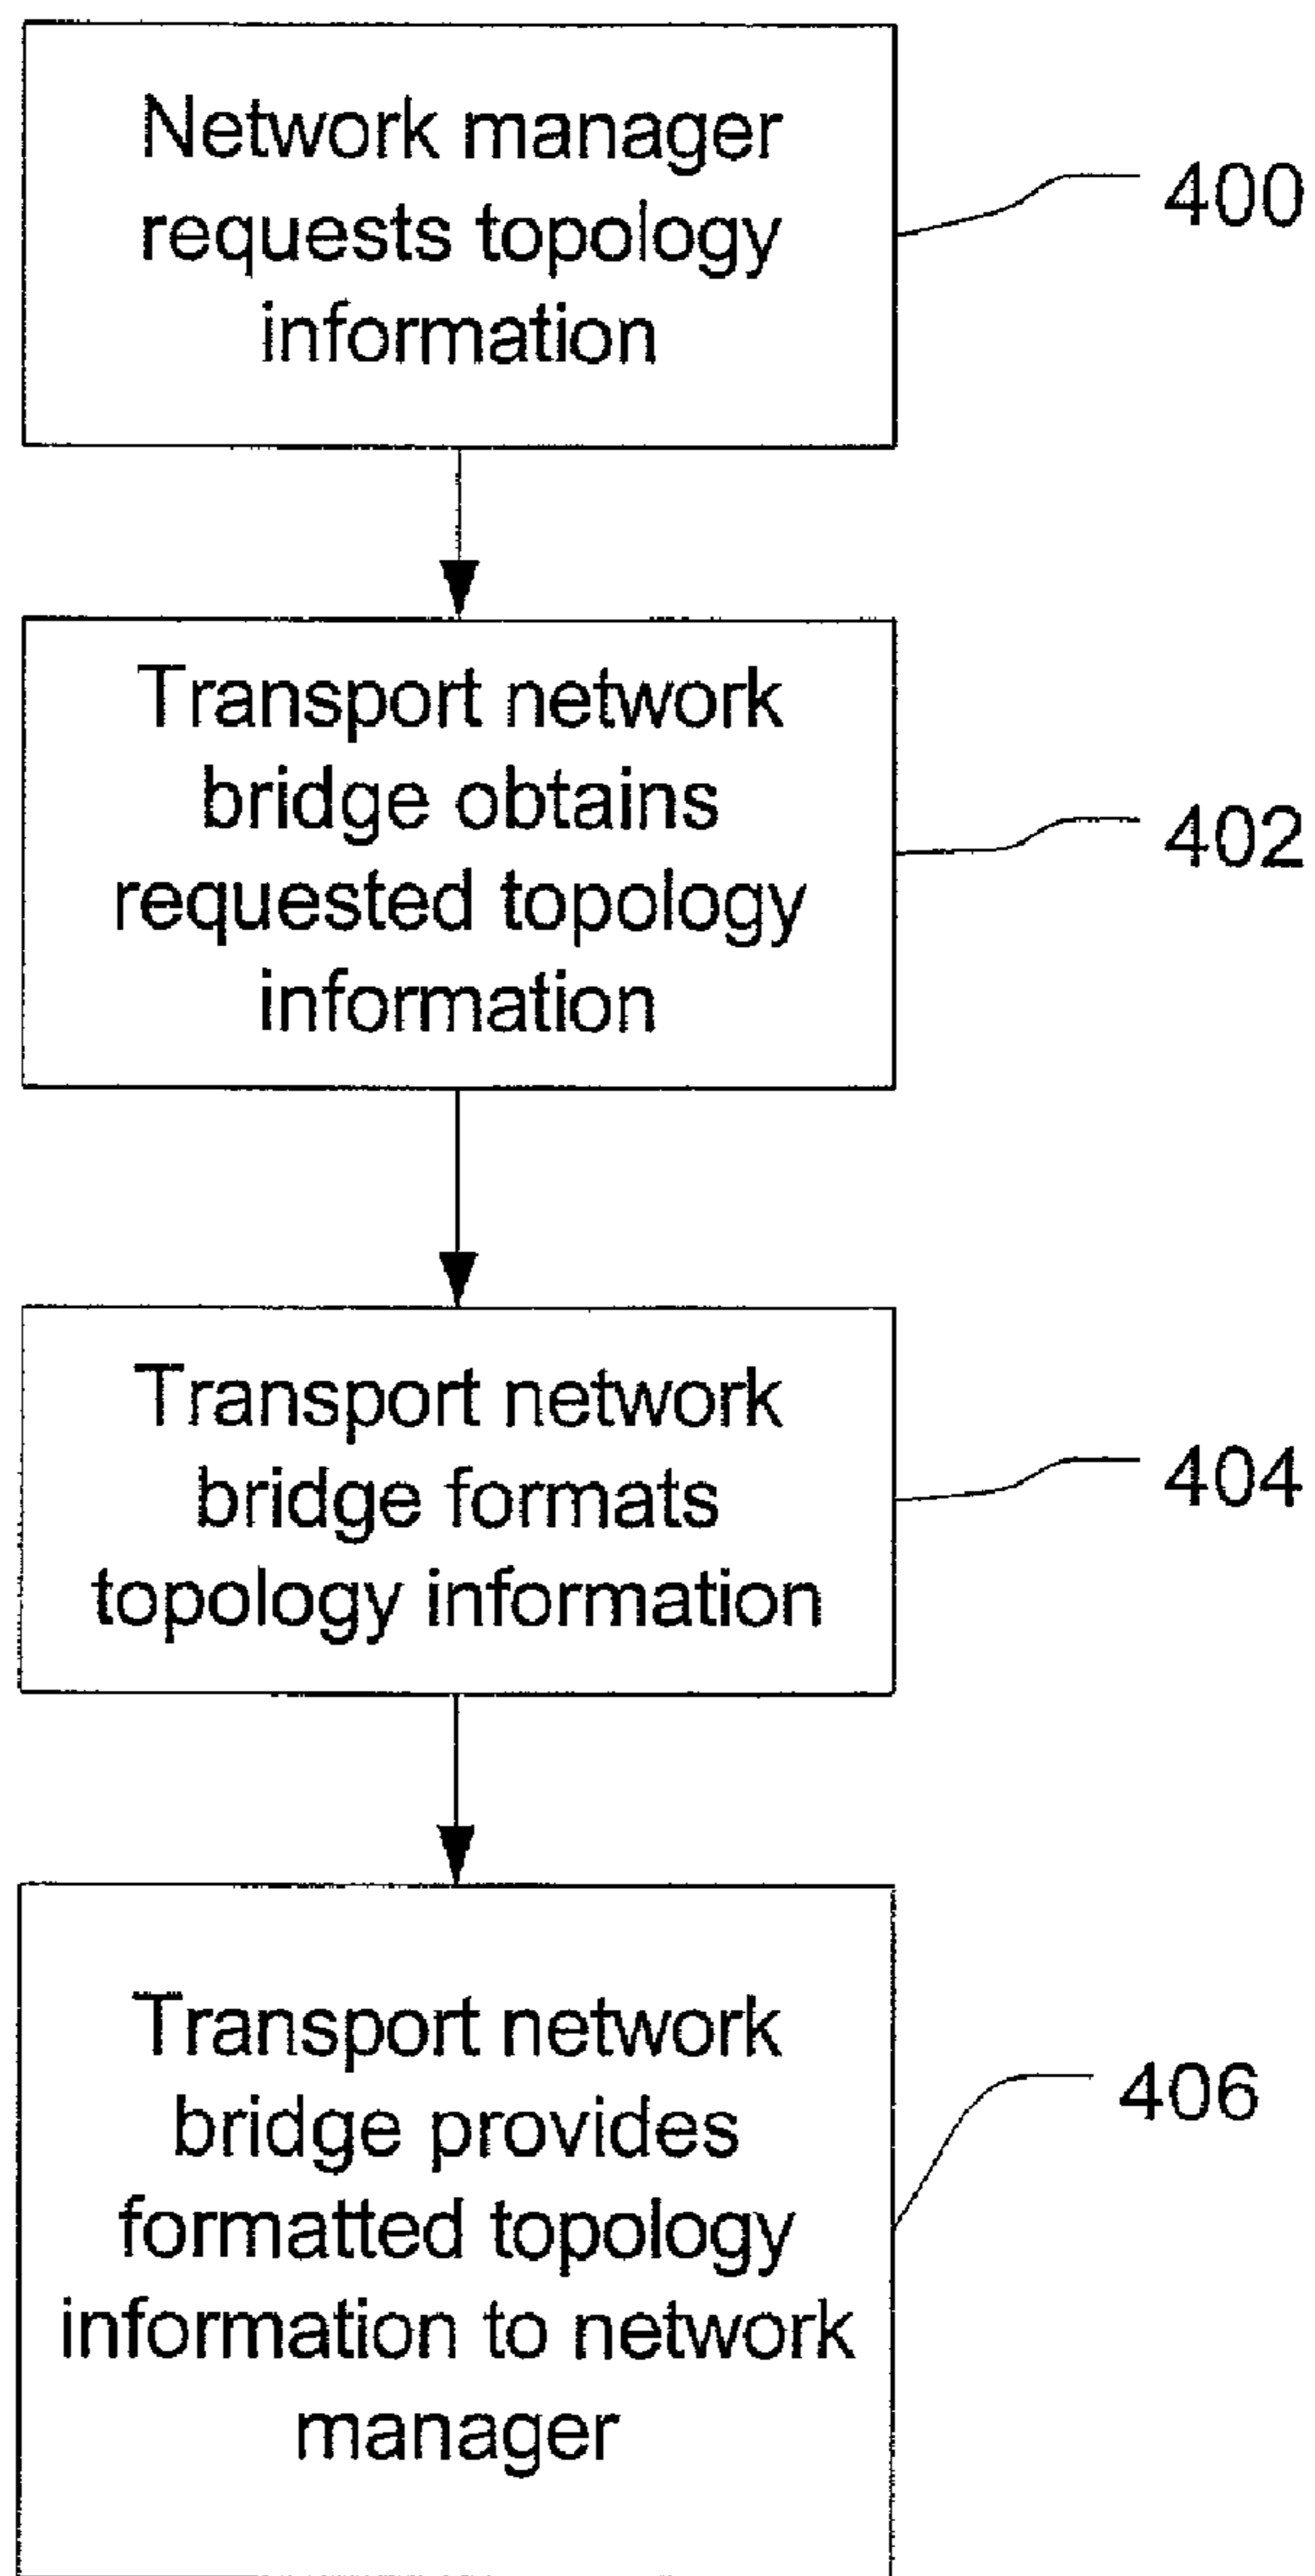 Network manager
requests topology
information
400
Transport network
bridge obtains
requested topology
information
402
Transport network
bridge formats
topology information
404
Transport network
bridge provides
formatted topology
information to network
manager
406